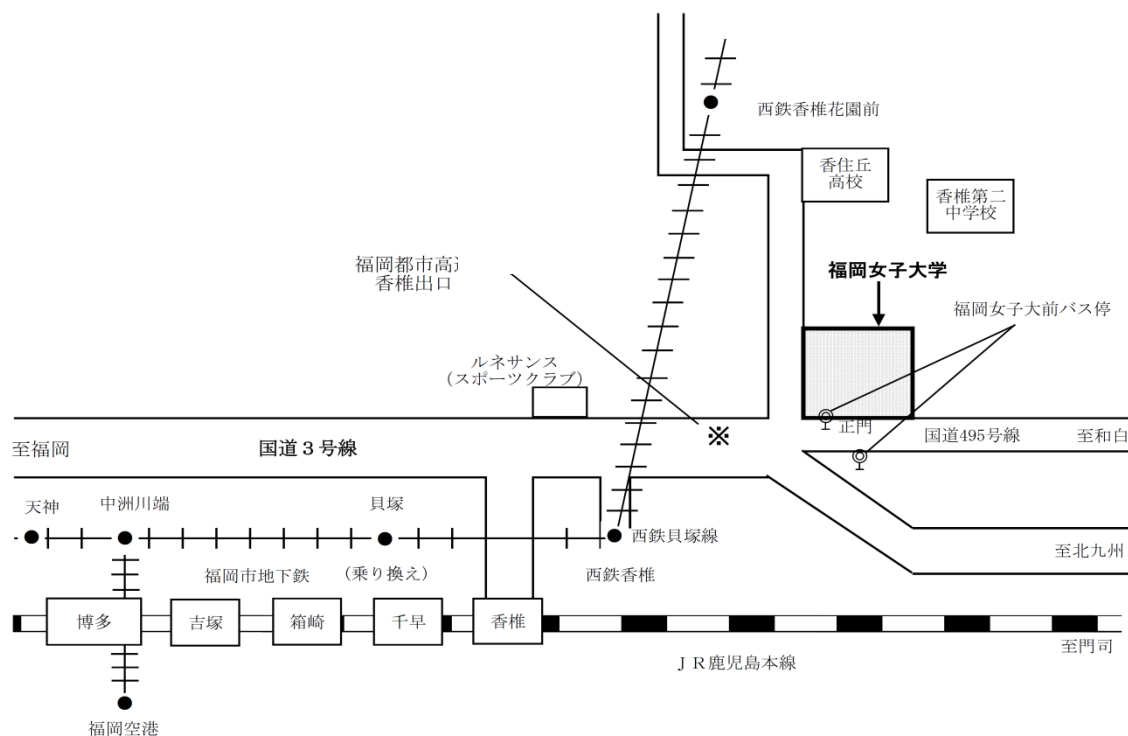 西鉄香椎花園前
香住丘
高校
香椎第二
中学校
福岡都市高速
香椎出口
福岡女子大学
福岡女子大前バス停
ルネサンス
(スポーツクラブ)
至福岡
国道3号線
※
正門
国道495号線
至和白
天神
中洲川端
貝塚
西鉄貝塚線
至北九州
福岡市地下鉄
(乗り換え)
西鉄香椎
博多
吉塚
箱崎
千早
香椎
至門司
JR鹿児島本線
福岡空港